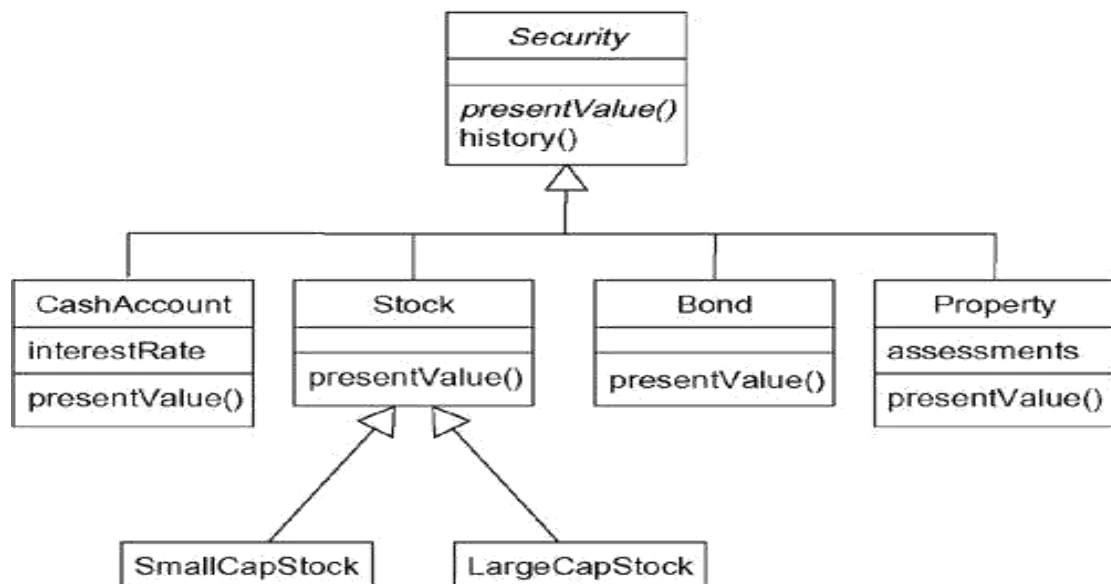 Security
presentValue()
history()
CashAccount
interestRate
presentValue()
Stock
presentValue()
Bond
presentValue()
Property
assessments
presentValue()
SmallCapStock
LargeCapStock